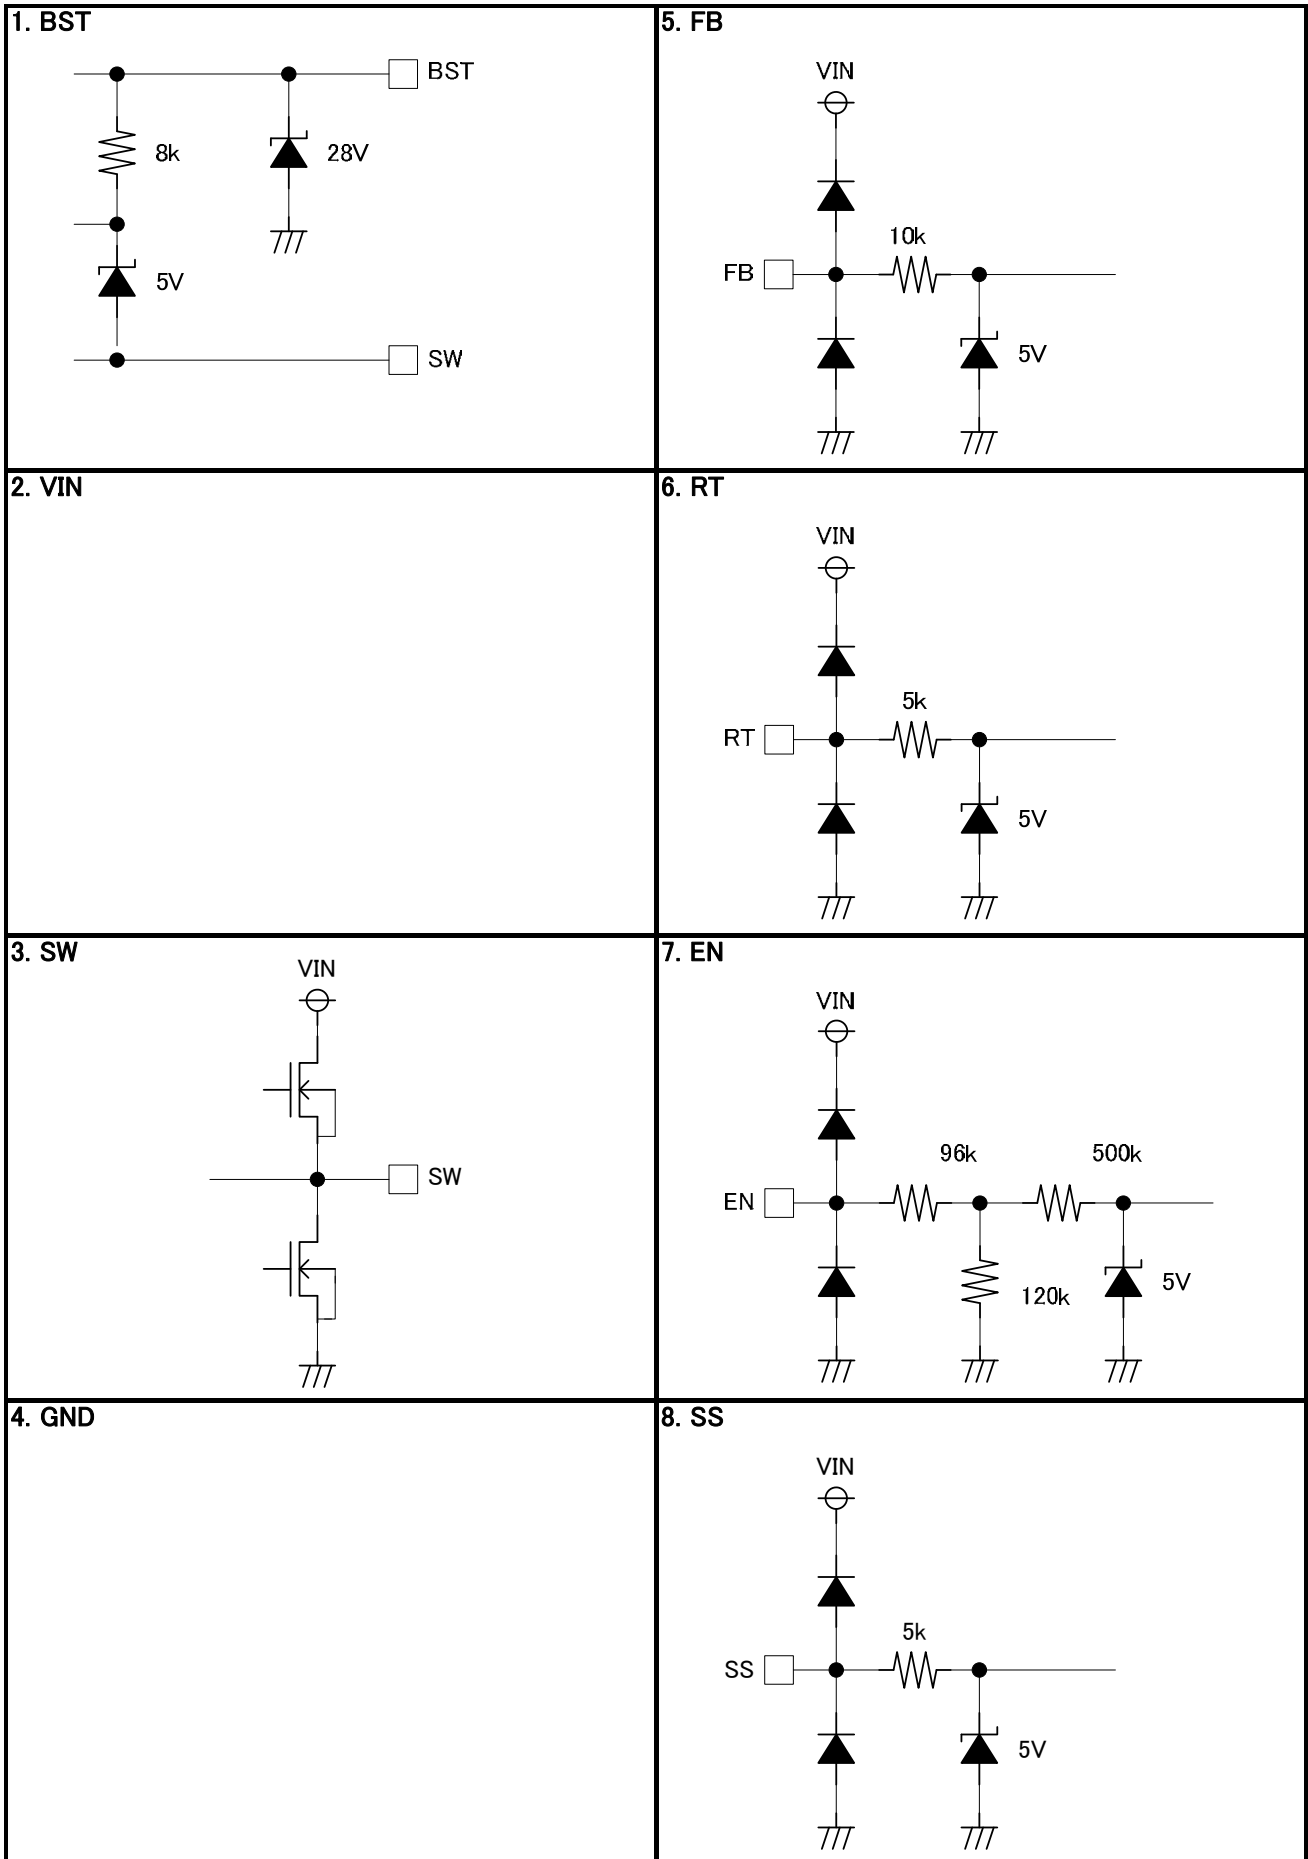 1. BST
BST
8k
28V
5V
SW
2. VIN
3. SW
VIN
SW
4. GND
5. FB
VIN
10k
FB
5V
6. RT
VIN
5k
RT
5V
7. EN
VIN
96k
500k
EN
120k
5V
8. SS
VIN
5k
SS
5V